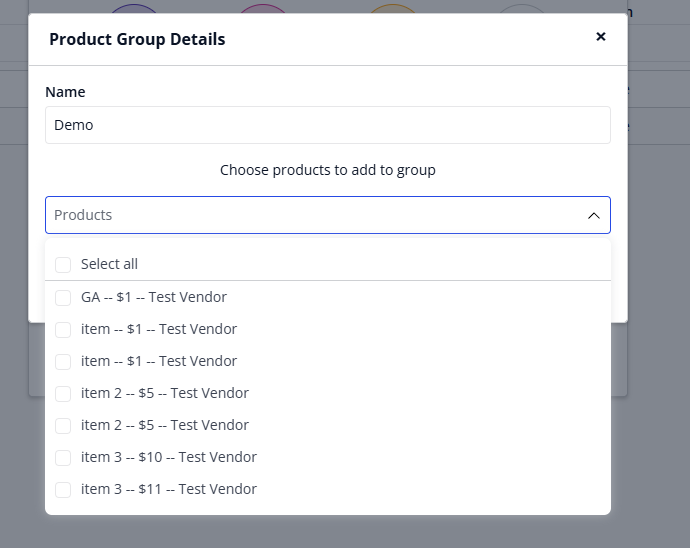 Product Group Details
Name
Demo
Choose products to add to group
Products
Select all
GA -- $1 -- Test Vendor
item -- $1 -- Test Vendor
item -- $1 -- Test Vendor
item 2 -- $5 -- Test Vendor
item 2 -- $5 -- Test Vendor
item 3 -- $10 -- Test Vendor
item 3 -- $11 -- Test Vendor